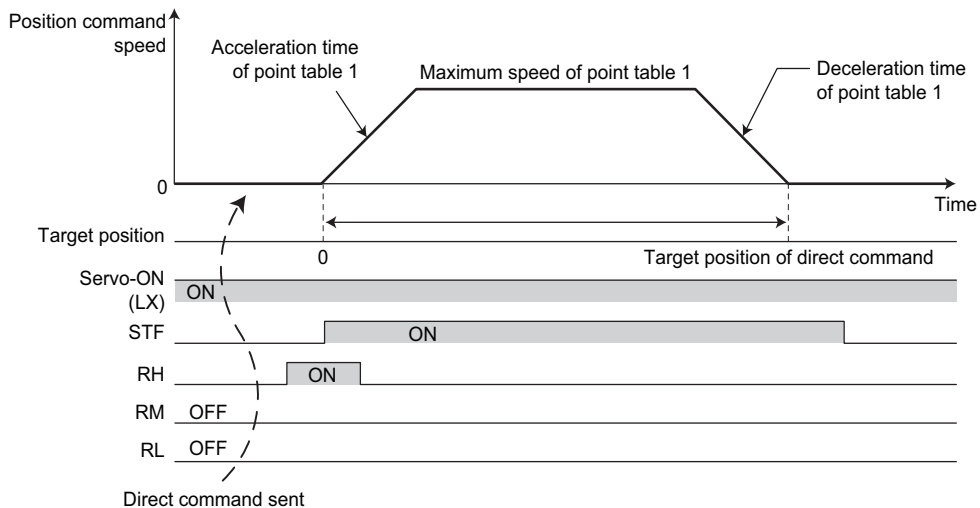 Position command
speed
Acceleration time
of point table 1
Maximum speed of point table 1
Deceleration time
of point table 1
0
Time
Target position
0
Target position of direct command
Servo-ON
(LX)
ON
STF
ON
RH
ON
RM
OFF
RL
OFF
Direct command sent